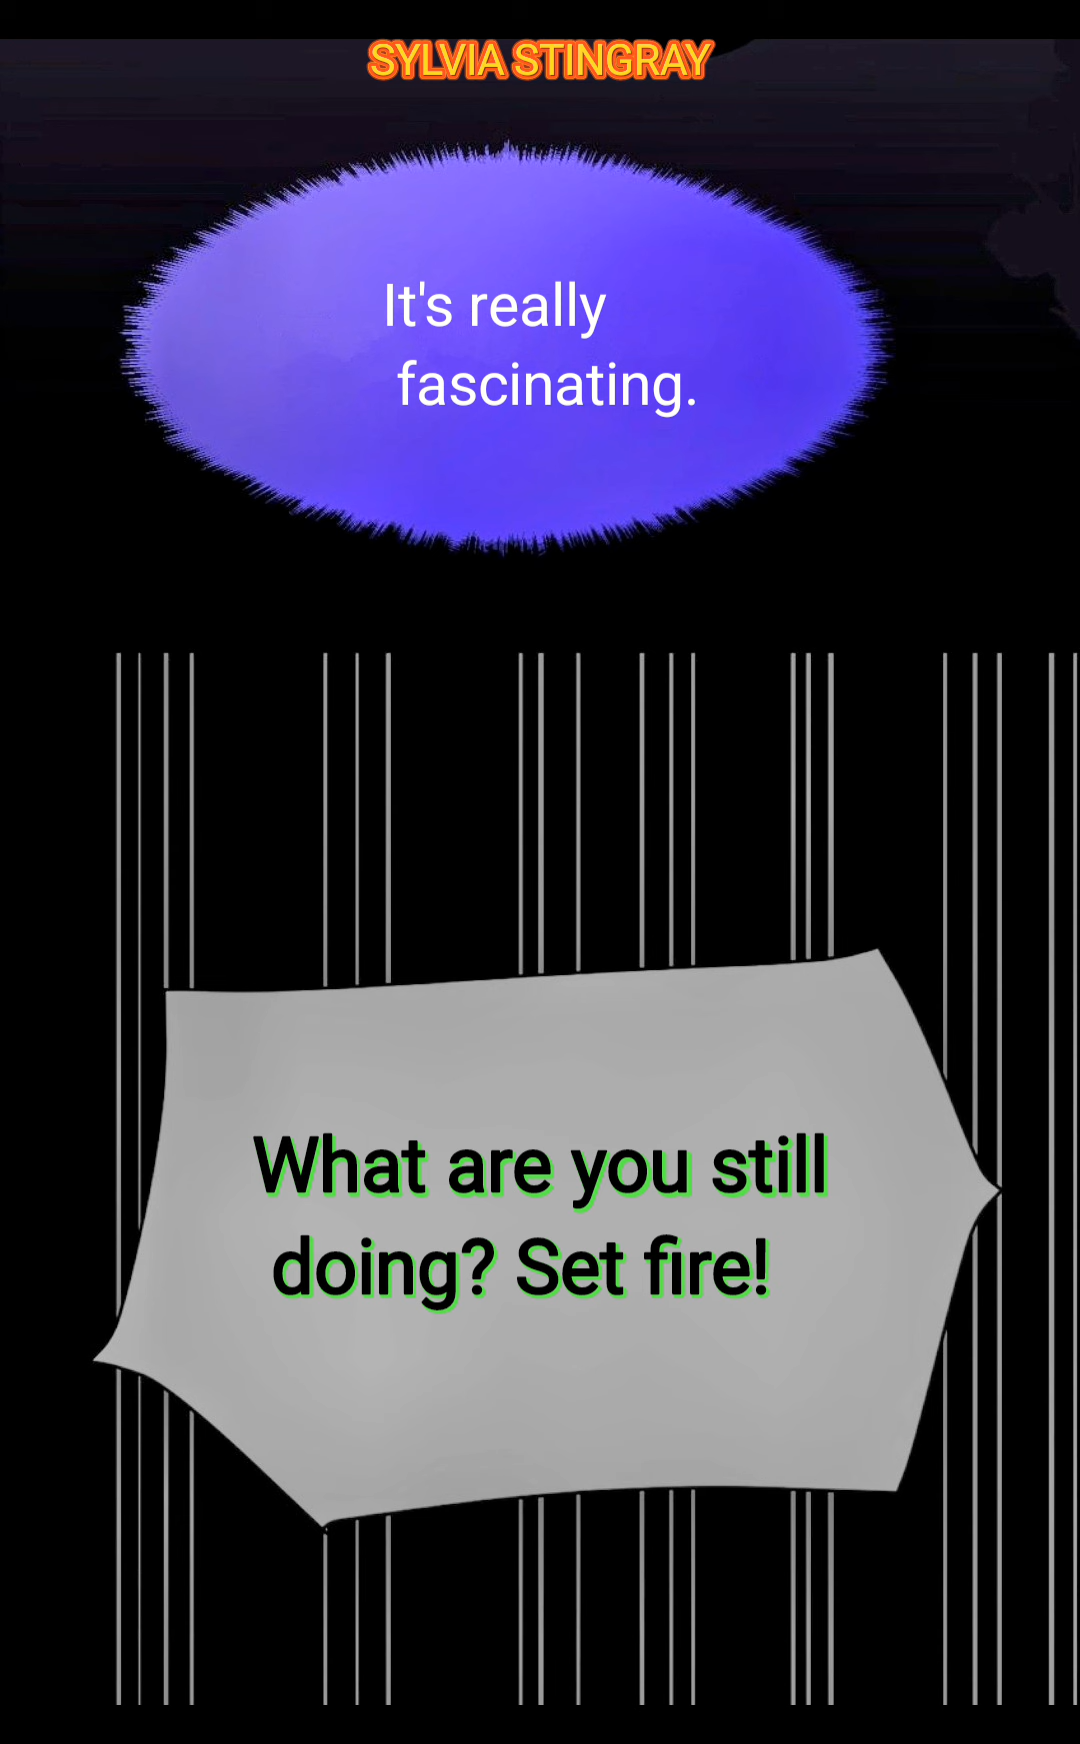 SYLVIA STINGRAY
It's really
fascinating.
What are you still
doing? Set fire!